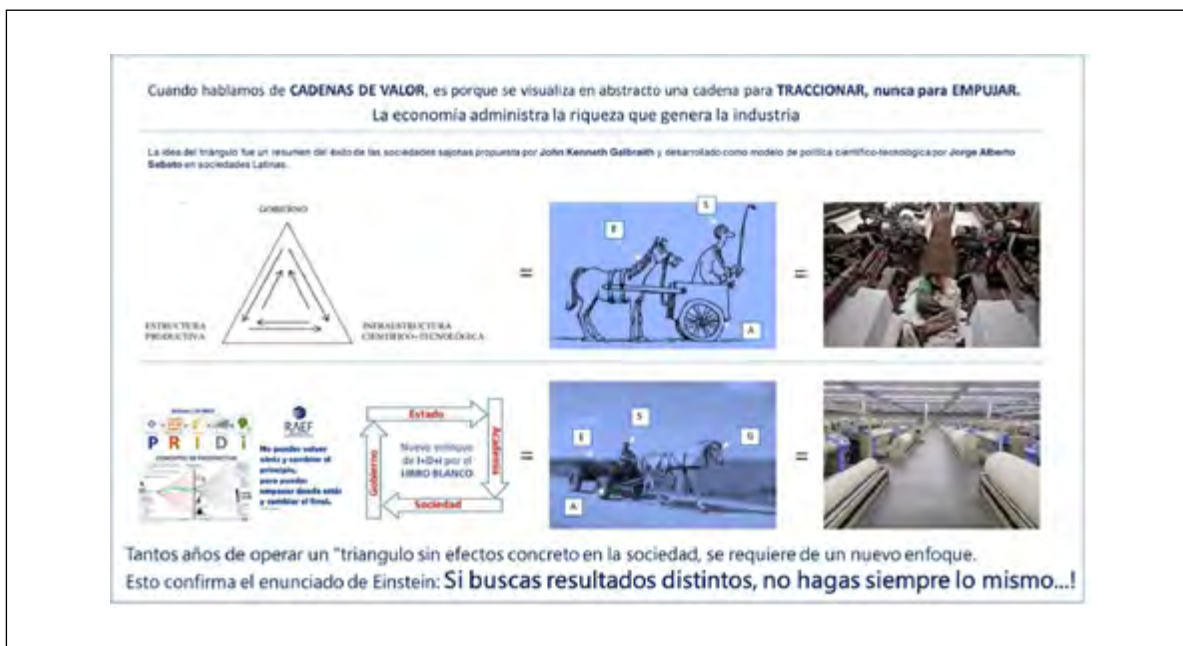 Cuando hablamos de CADENAS DE VALOR, es porque se visualiza en abstracto una cadena para TRACCIONAR, nunca para EMPUJAR.
La economía administra la riqueza que genera la industria
La idea del triángulo fue un resumen del éxito de las sociedades sajonas propuesta por John Kenneth Galbraith y desarrollado como modelo de política científico-tecnológica por Jorge Alberto
Sabato en sociedades Latinas.
GOBIERNO
ESTRUCTURA
PRODUCTIVA
INFRAESTRUCTURA
CIENTÍFICO-TECNOLÓGICA
=
E
S
A
=
P R I D i
CONCEPTO DE PROSPECTIVA
RAEF
No puedes volver
atrás y cambiar el
principio,
pero puedes
empezar donde estás
y cambiar el final.
Estado
Academia
Sociedad
Gobierno
Nuevo enfoque
de I+D+i por el
LIBRO BLANCO
=
E
S
G
A
=
Tantos años de operar un "triangulo sin efectos concreto en la sociedad, se requiere de un nuevo enfoque.
Esto confirma el enunciado de Einstein: Si buscas resultados distintos, no hagas siempre lo mismo...!